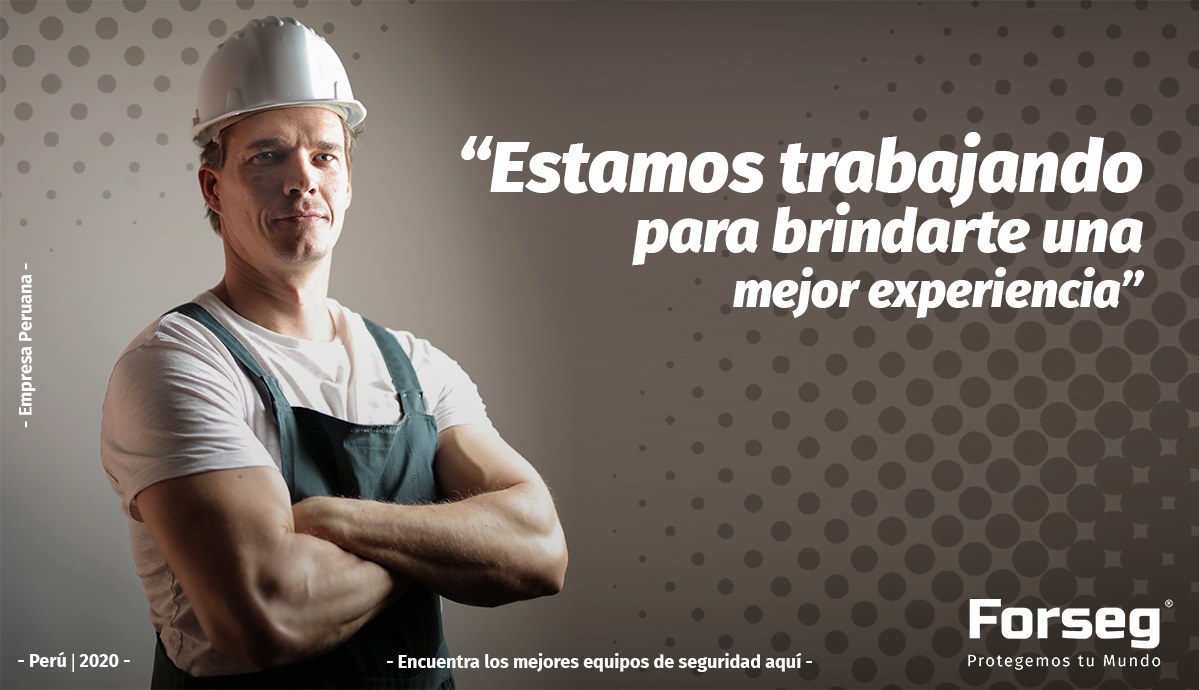 “Estamos trabajando
para brindarte una
mejor experiencia”
- Empresa Peruana -
- Perú | 2020 -
- Encuentra los mejores equipos de seguridad aquí -
Forseg®
Protegemos tu Mundo